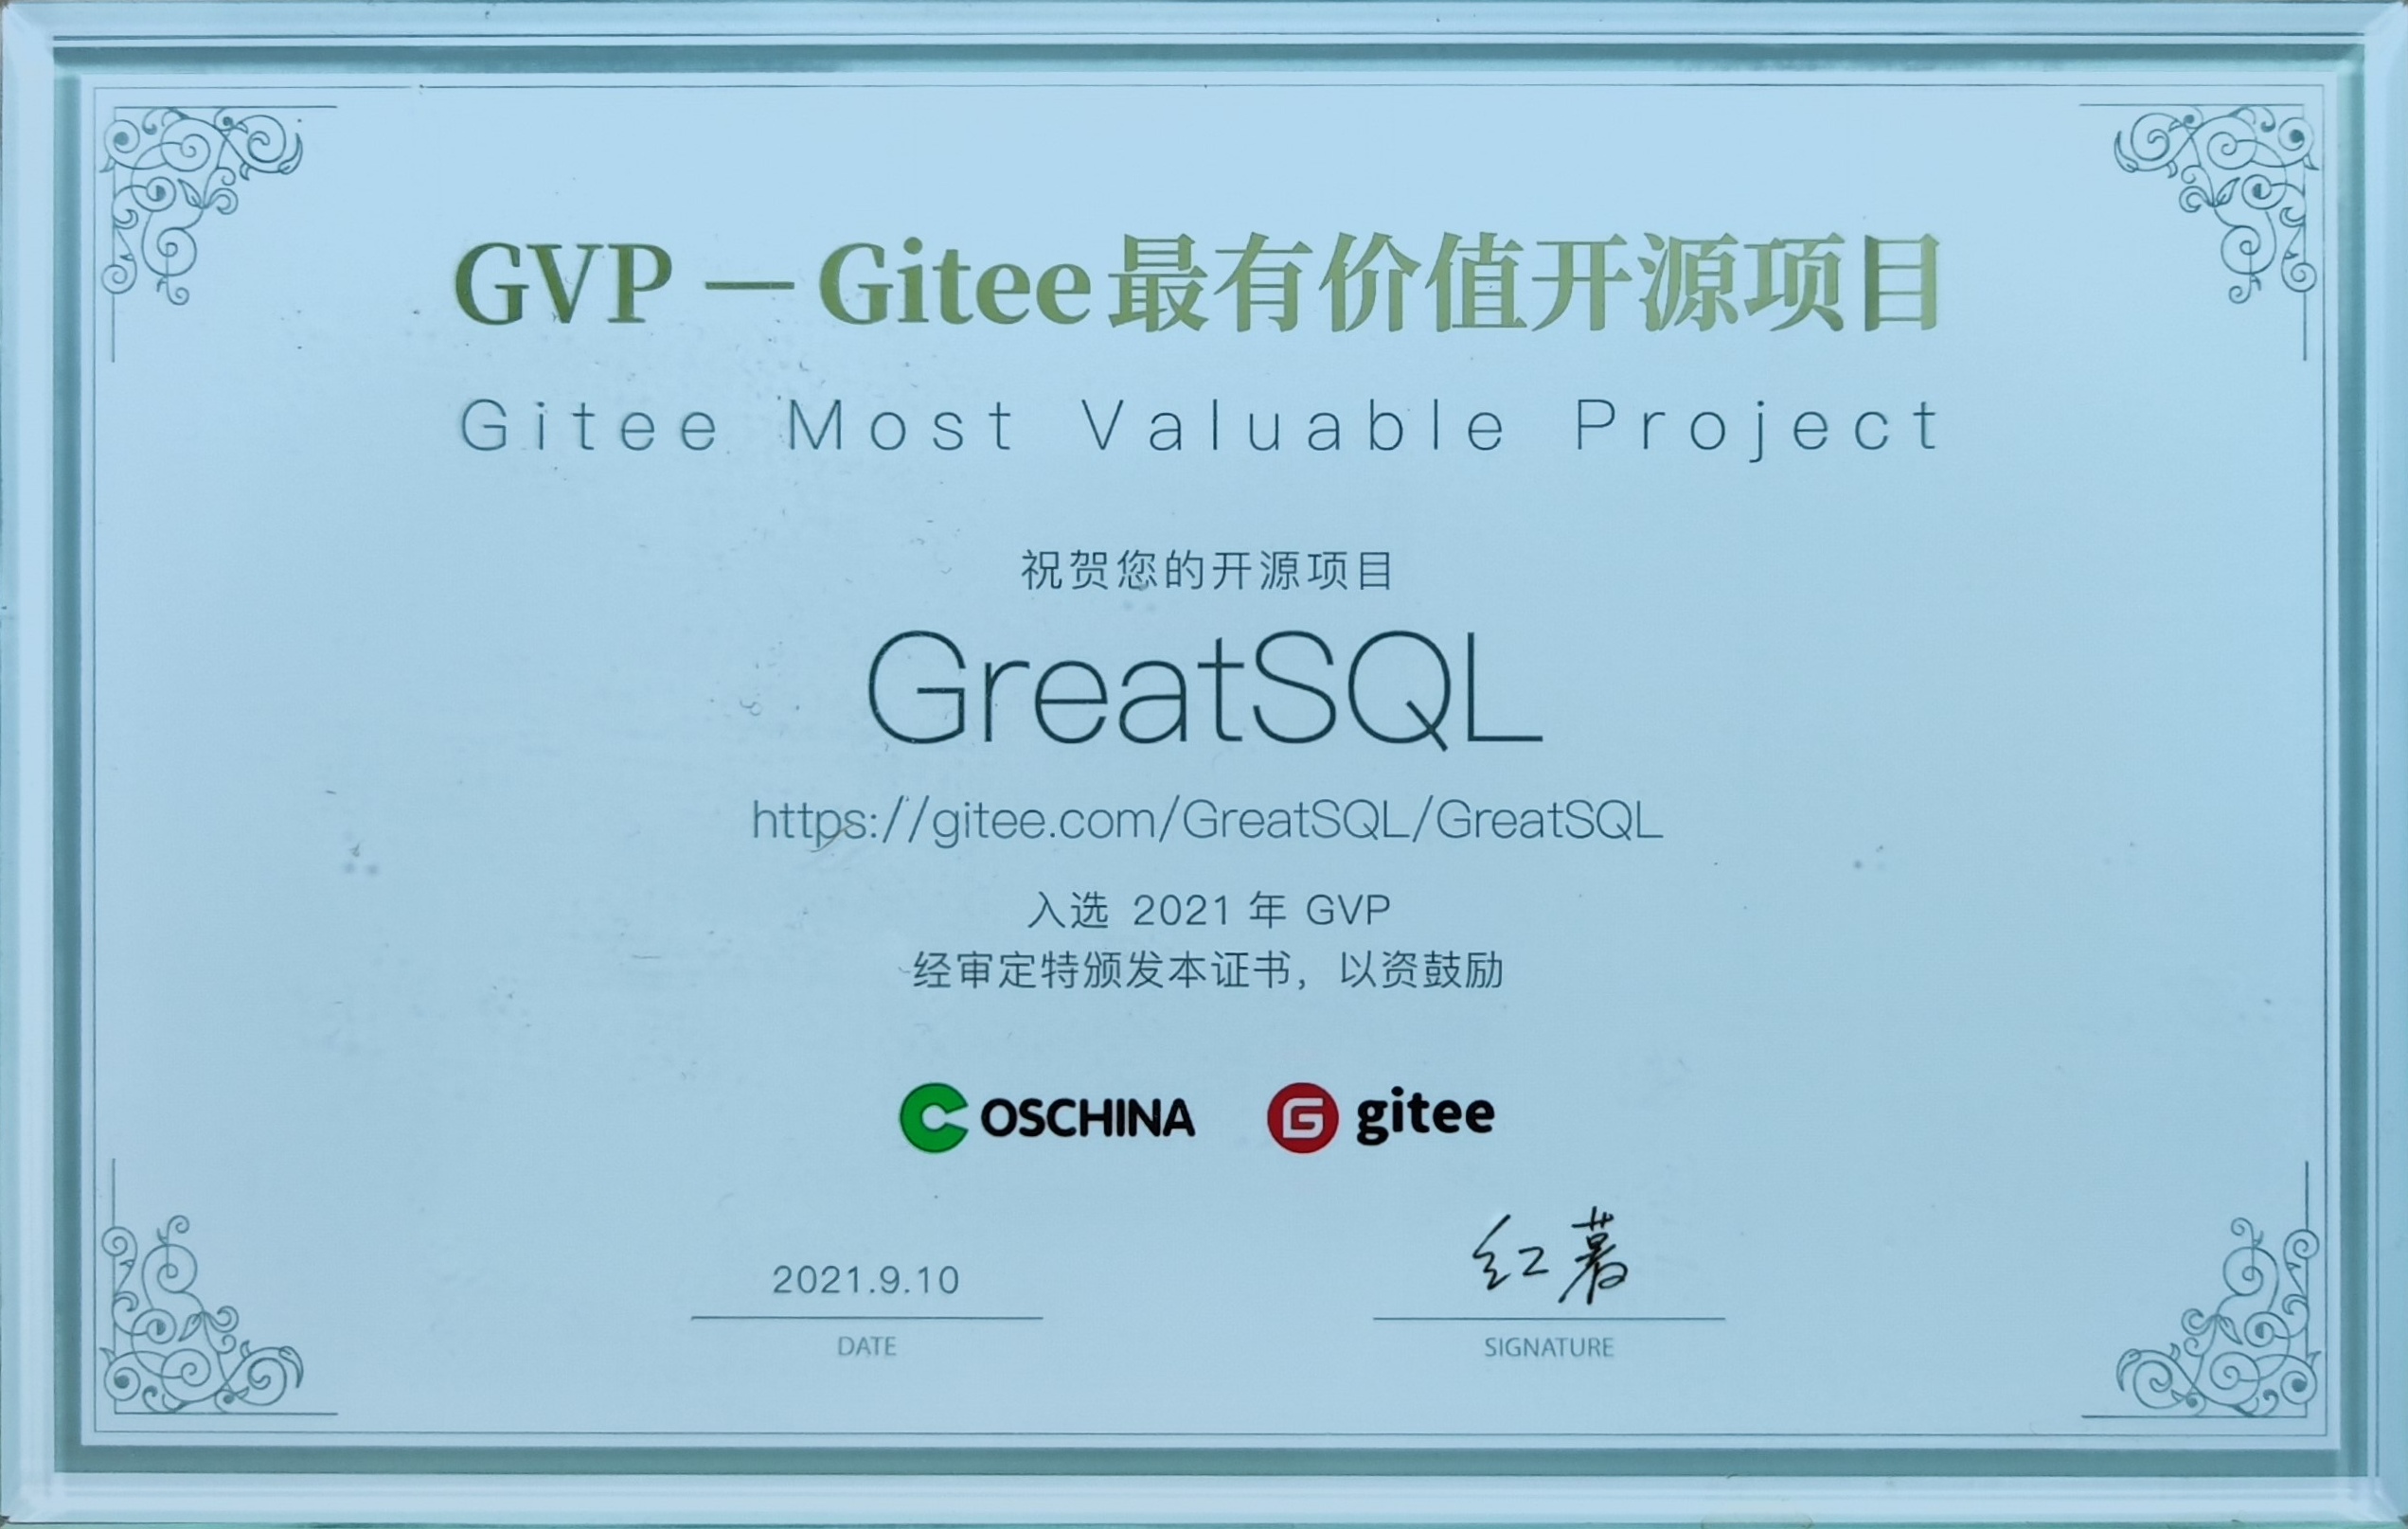 GVP — Gitee最有价值开源项目
Gitee Most Valuable Project
祝贺您的开源项目
GreatSQL
https://gitee.com/GreatSQL/GreatSQL
入选 2021 年 GVP
经审定特颁发本证书，以资鼓励
OSCHINA gitee
2021.9.10 红薯
DATE SIGNATURE